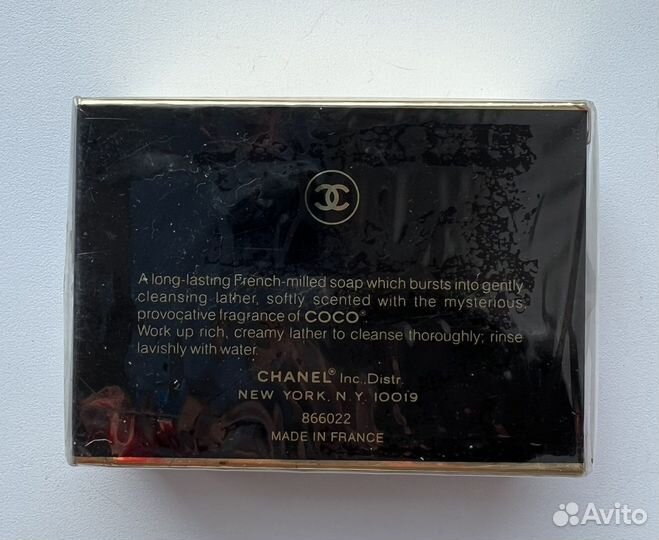 A long-lasting French-milled soap which bursts into gently
cleansing lather, softly scented with the mysterious,
provocative fragrance of COCO®.
Work up rich, creamy lather to cleanse thoroughly; rinse
lavishly with water.
CHANEL® Inc., Distr.
NEW YORK, N.Y. 10019
866022
MADE IN FRANCE
Avito